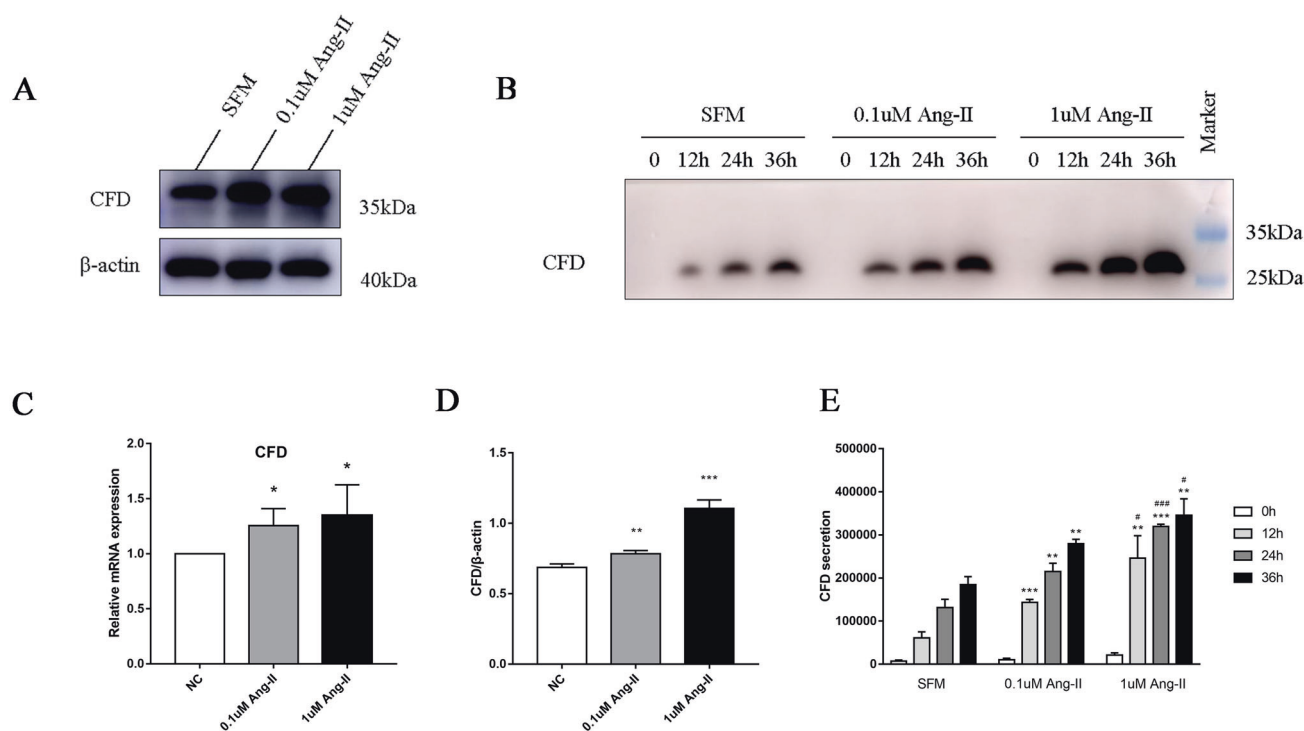 A
SFM
0.1uM Ang-II
1uM Ang-II
CFD
35kDa
β-actin
40kDa
B
SFM
0.1uM Ang-II
1uM Ang-II
Marker
0 12h 24h 36h 0 12h 24h 36h 0 12h 24h 36h
CFD
35kDa
25kDa
C
CFD
Relative mRNA expression
2.0
1.5
1.0
0.5
0.0
*
*
NC
0.1uM Ang-II
1uM Ang-II
D
CFD/β-actin
1.5
1.0
0.5
0.0
**
***
NC
0.1uM Ang-II
1uM Ang-II
E
CFD secretion
500000
400000
300000
200000
100000
0
***
**
**
#
**
###
***
#
**
SFM
0.1uM Ang-II
1uM Ang-II
0h
12h
24h
36h